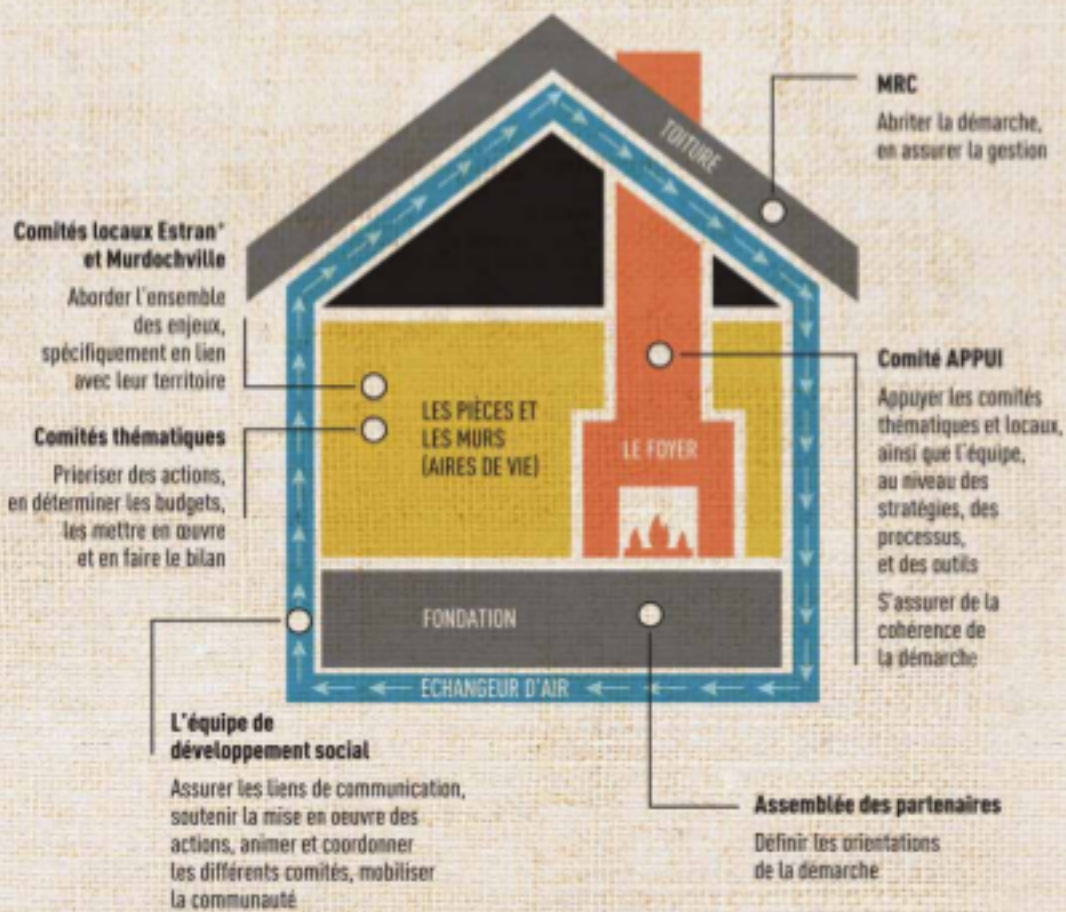 MRC
Abriter la démarche,
en assurer la gestion
TOITURE
Comités locaux Estran*
et Murdochville
Aborder l'ensemble
des enjeux,
spécifiquement en lien
avec leur territoire
Comités thématiques
Prioriser des actions,
en déterminer les budgets,
les mettre en œuvre
et en faire le bilan
LES PIÈCES ET
LES MURS
(AIRES DE VIE)
LE FOYER
Comité APPUI
Appuyer les comités
thématiques et locaux,
ainsi que l'équipe,
au niveau des
stratégies, des
processus,
et des outils
S'assurer de la
cohérence de
la démarche
FONDATION
ECHANGEUR D'AIR
L'équipe de
développement social
Assurer les liens de communication,
soutenir la mise en oeuvre des
actions, animer et coordonner
les différents comités, mobiliser
la communauté
Assemblée des partenaires
Définir les orientations
de la démarche